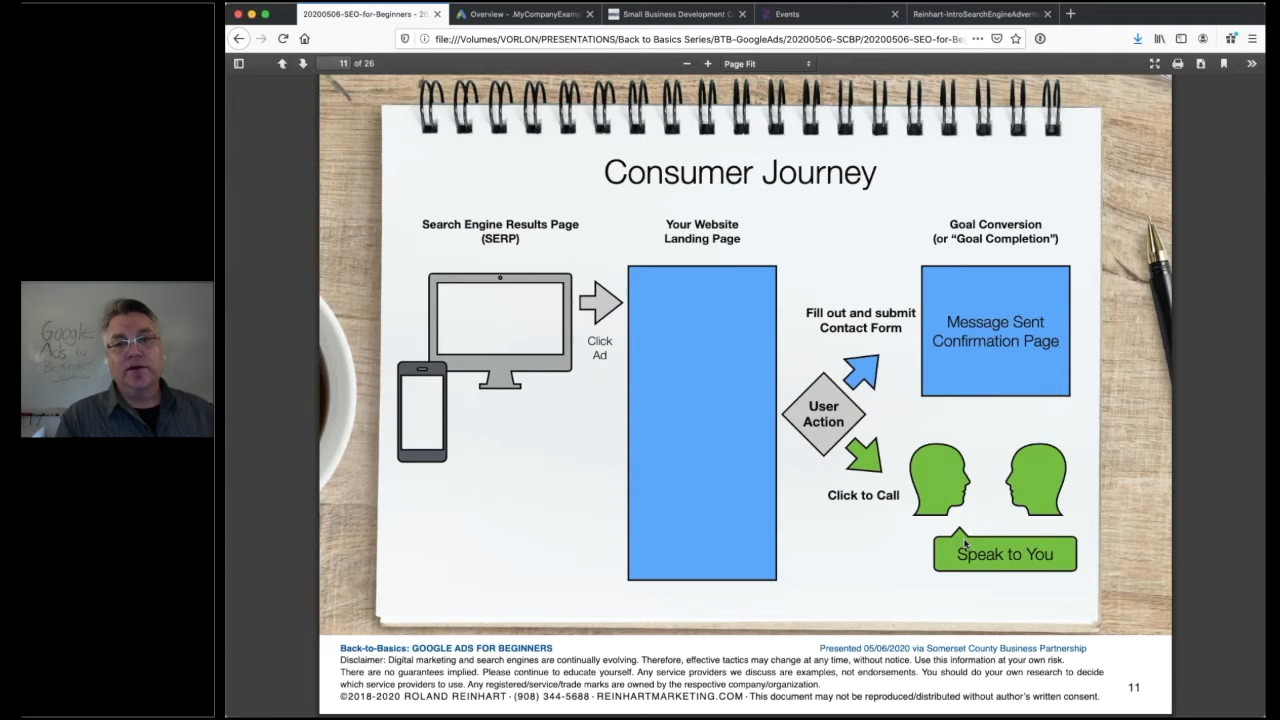 20200506-SEO-for-Beginners - 20
Overview - .MyCompanyExam
Small Business Development C
Events
Reinhart-IntroSearchEngineAdverti
file:///Volumes/VORLON/PRESENTATIONS/Back to Basics Series/BTB-GoogleAds/20200506-SCBP/20200506-SEO-for-Be
11 of 26
Page Fit
Consumer Journey
Search Engine Results Page
(SERP)
Your Website
Landing Page
Goal Conversion
(or “Goal Completion”)
Click
Ad
Fill out and submit
Contact Form
Message Sent
Confirmation Page
User
Action
Click to Call
Speak to You
Google
Ads for
Beginners
Back-to-Basics: GOOGLE ADS FOR BEGINNERS
Presented 05/06/2020 via Somerset County Business Partnership
Disclaimer: Digital marketing and search engines are continually evolving. Therefore, effective tactics may change at any time, without notice. Use this information at your own risk.
There are no guarantees implied. Please continue to educate yourself. Any service providers we discuss are examples, not endorsements. You should do your own research to decide
which service providers to use. Any registered/service/trade marks are owned by the respective company/organization.
©2018-2020 ROLAND REINHART · (908) 344-5688 · REINHARTMARKETING.COM · This document may not be reproduced/distributed without author's written consent.
11